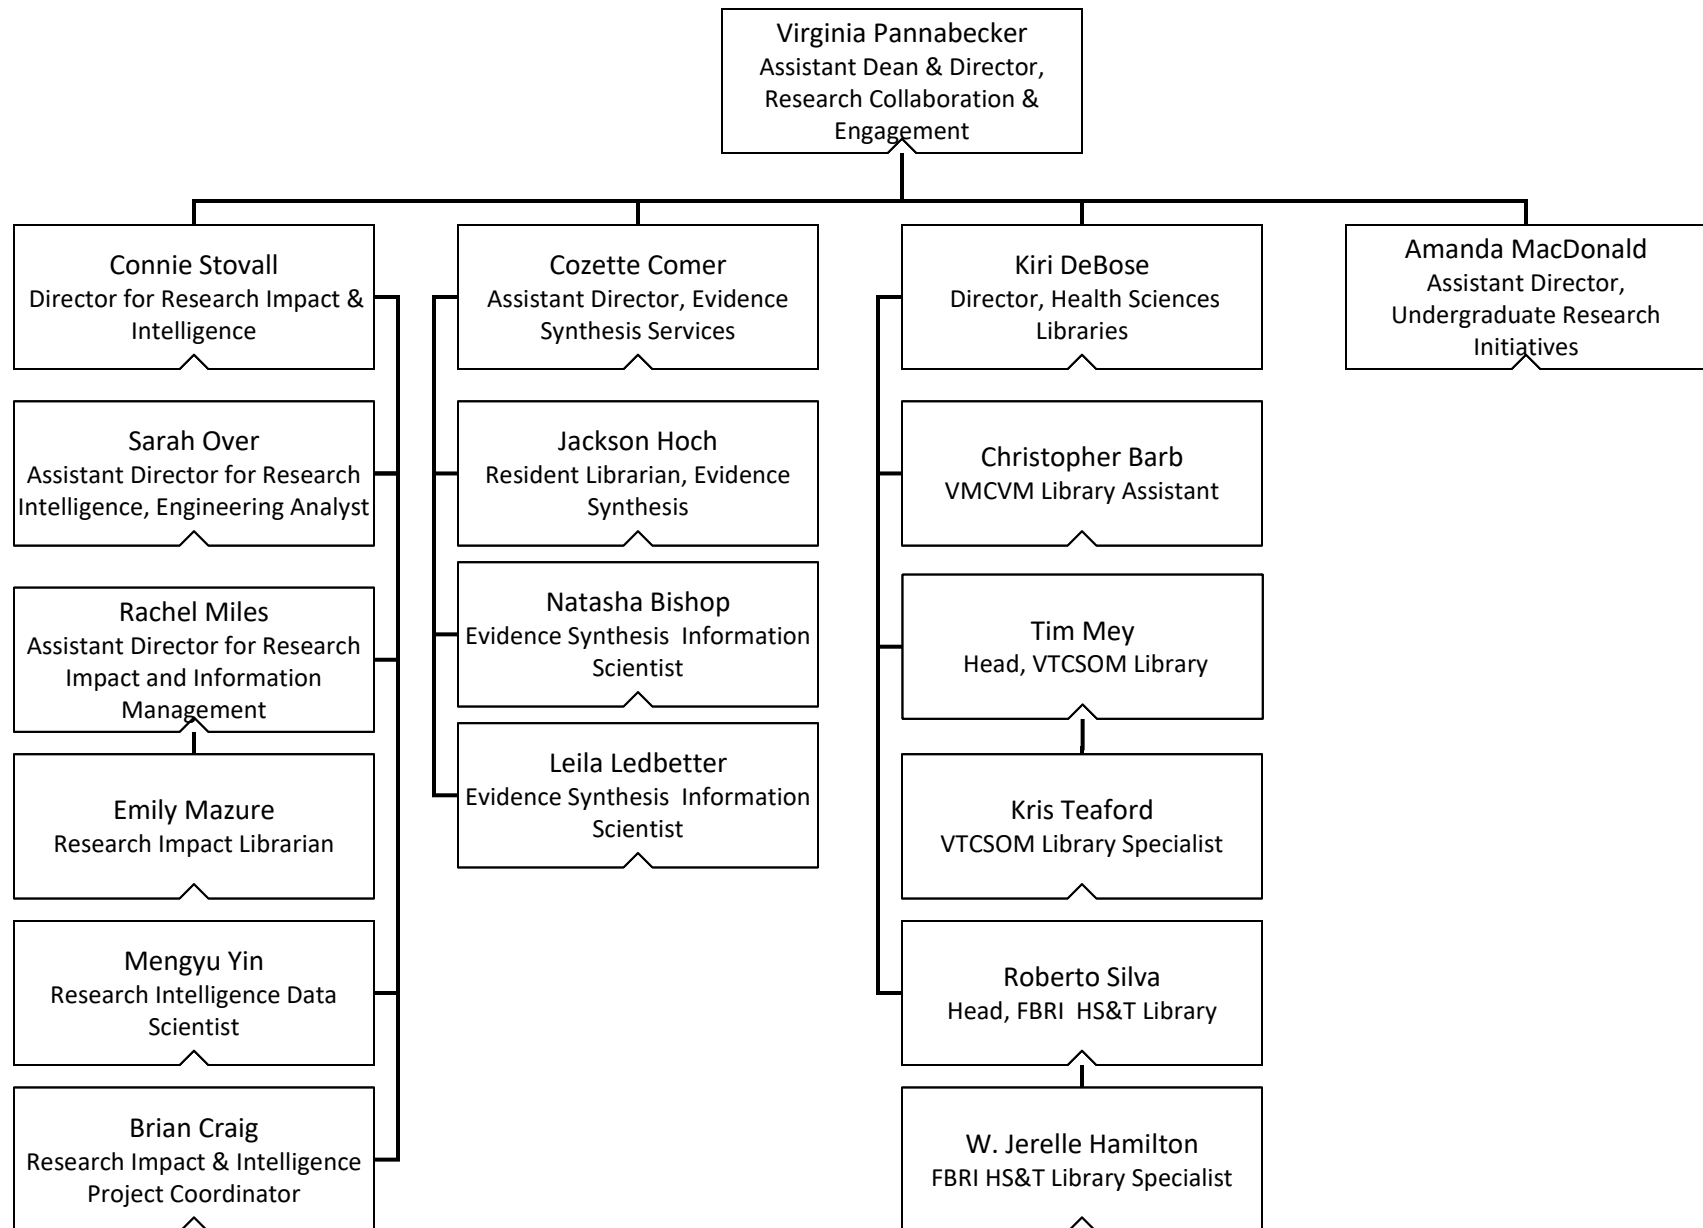 Virginia Pannabecker
Assistant Dean & Director,
Research Collaboration &
Engagement
Connie Stovall
Director for Research Impact &
Intelligence
Cozette Comer
Assistant Director, Evidence
Synthesis Services
Kiri DeBose
Director, Health Sciences
Libraries
Amanda MacDonald
Assistant Director,
Undergraduate Research
Initiatives
Sarah Over
Assistant Director for Research
Intelligence, Engineering Analyst
Jackson Hoch
Resident Librarian, Evidence
Synthesis
Christopher Barb
VMCVM Library Assistant
Rachel Miles
Assistant Director for Research
Impact and Information
Management
Natasha Bishop
Evidence Synthesis  Information
Scientist
Tim Mey
Head, VTCSOM Library
Emily Mazure
Research Impact Librarian
Leila Ledbetter
Evidence Synthesis  Information
Scientist
Kris Teaford
VTCSOM Library Specialist
Mengyu Yin
Research Intelligence Data
Scientist
Roberto Silva
Head, FBRI  HS&T Library
Brian Craig
Research Impact & Intelligence
Project Coordinator
W. Jerelle Hamilton
FBRI HS&T Library Specialist